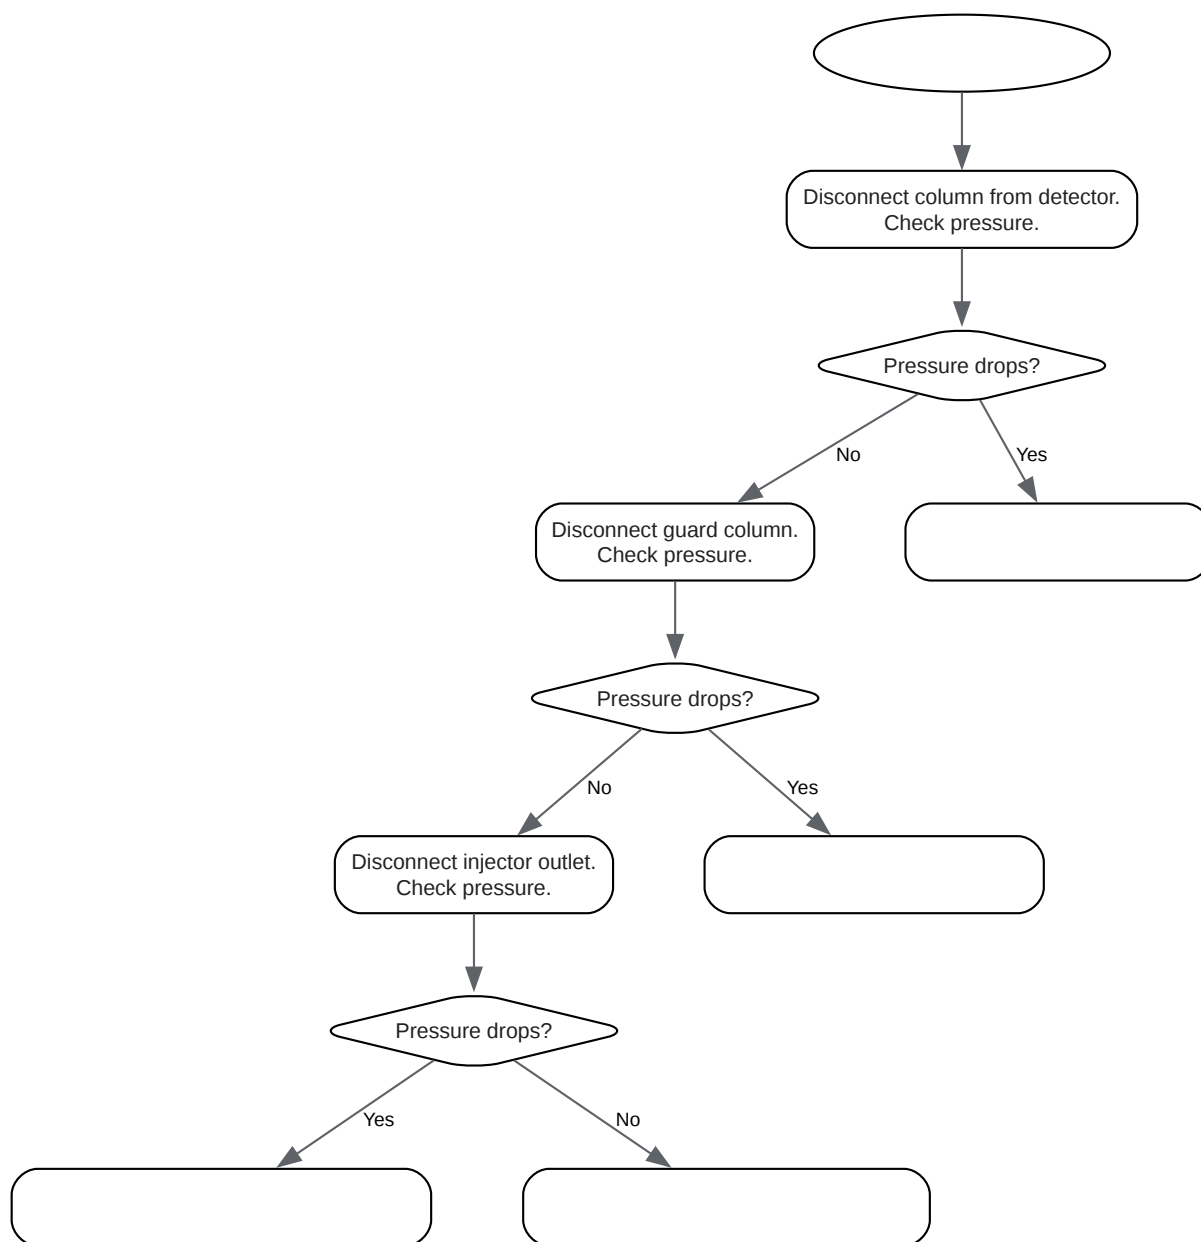 Disconnect column from detector.
Check pressure.
Pressure drops?
No
Yes
Disconnect guard column.
Check pressure.
Pressure drops?
No
Yes
Disconnect injector outlet.
Check pressure.
Pressure drops?
Yes
No